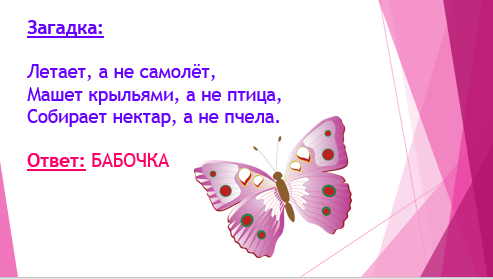 Загадка:
Летает, а не самолёт,
Машет крыльями, а не птица,
Собирает нектар, а не пчела.
Ответ: БАБОЧКА